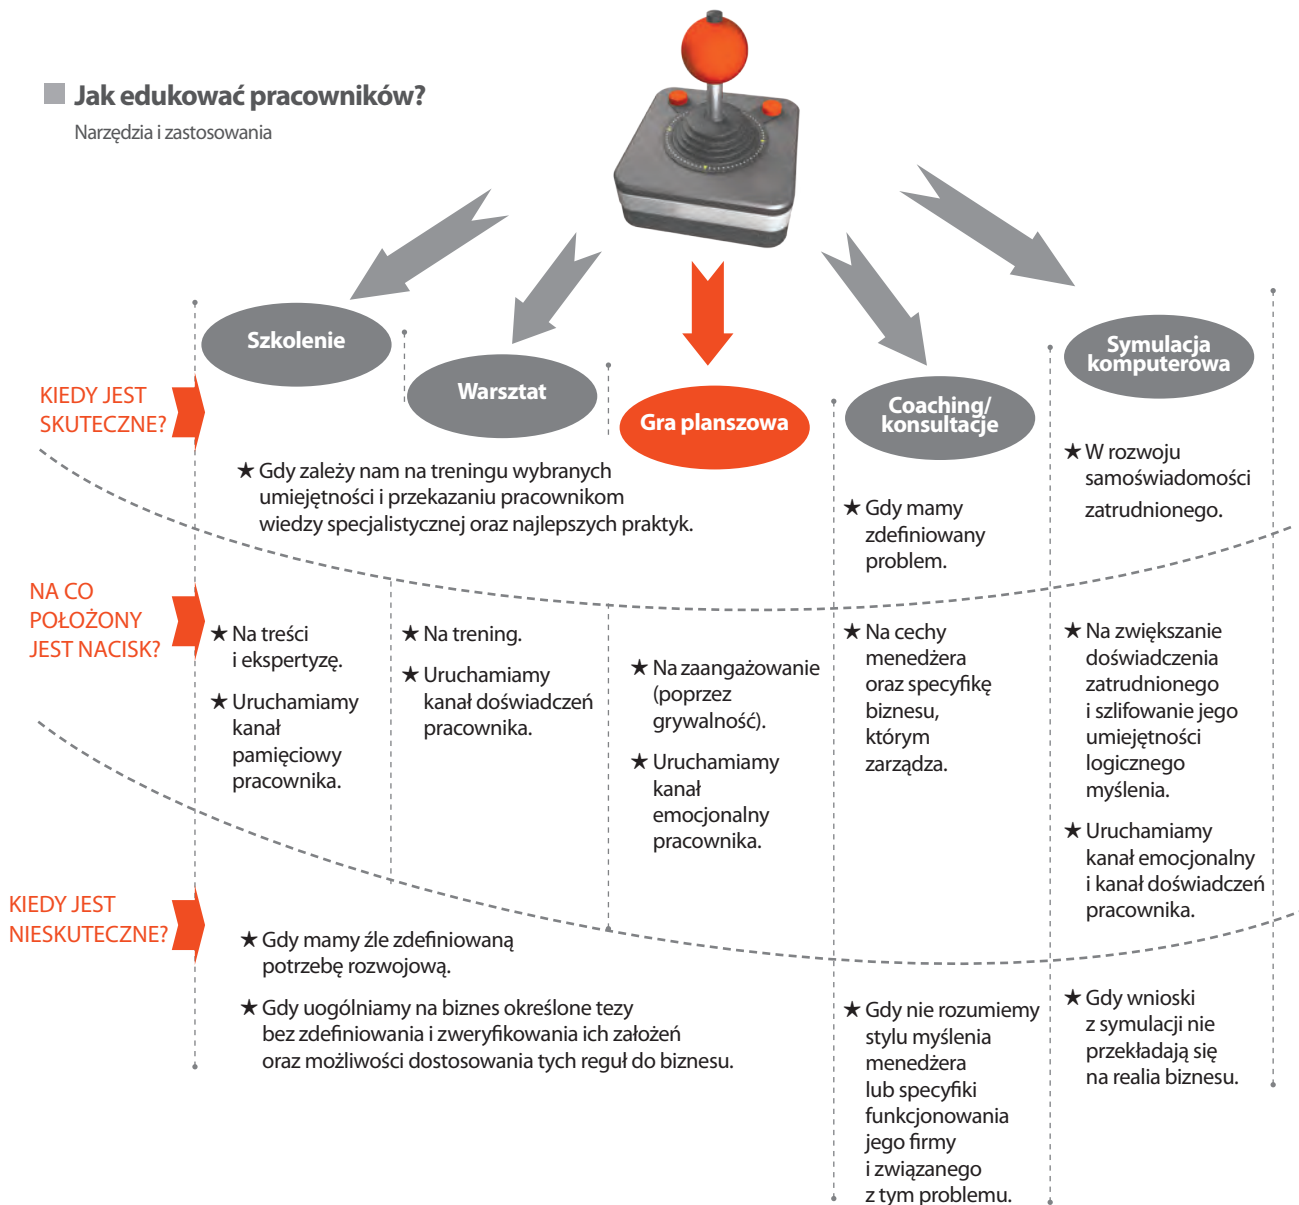 Jak edukować pracowników?
Narzędzia i zastosowania
Szkolenie
Warsztat
Gra planszowa
Coaching/
konsultacje
Symulacja
komputerowa
KIEDY JEST
SKUTECZNE?
★ Gdy zależy nam na treningu wybranych
umiejętności i przekazaniu pracownikom
wiedzy specjalistycznej oraz najlepszych praktyk.
★ Gdy mamy
zdefiniowany
problem.
★ W rozwoju
samoświadomości
zatrudnionego.
NA CO
POŁOŻONY
JEST NACISK?
★ Na treści
i ekspertyzę.
★ Uruchamiamy
kanał
pamięciowy
pracownika.
★ Na trening.
★ Uruchamiamy
kanał doświadczeń
pracownika.
★ Na zaangażowanie
(poprzez
grywalność).
★ Uruchamiamy
kanał
emocjonalny
pracownika.
★ Na cechy
menedżera
oraz specyfikę
biznesu,
którym
zarządza.
★ Na zwiększanie
doświadczenia
zatrudnionego
i szlifowanie jego
umiejętności
logicznego
myślenia.
★ Uruchamiamy
kanał emocjonalny
i kanał doświadczeń
pracownika.
KIEDY JEST
NIESKUTECZNE?
★ Gdy mamy źle zdefiniowaną
potrzebę rozwojową.
★ Gdy uogólniamy na biznes określone tezy
bez zdefiniowania i zweryfikowania ich założeń
oraz możliwości dostosowania tych reguł do biznesu.
★ Gdy nie rozumiemy
stylu myślenia
menedżera
lub specyfiki
funkcjonowania
jego firmy
i związanego
z tym problemu.
★ Gdy wnioski
z symulacji nie
przekładają się
na realia biznesu.